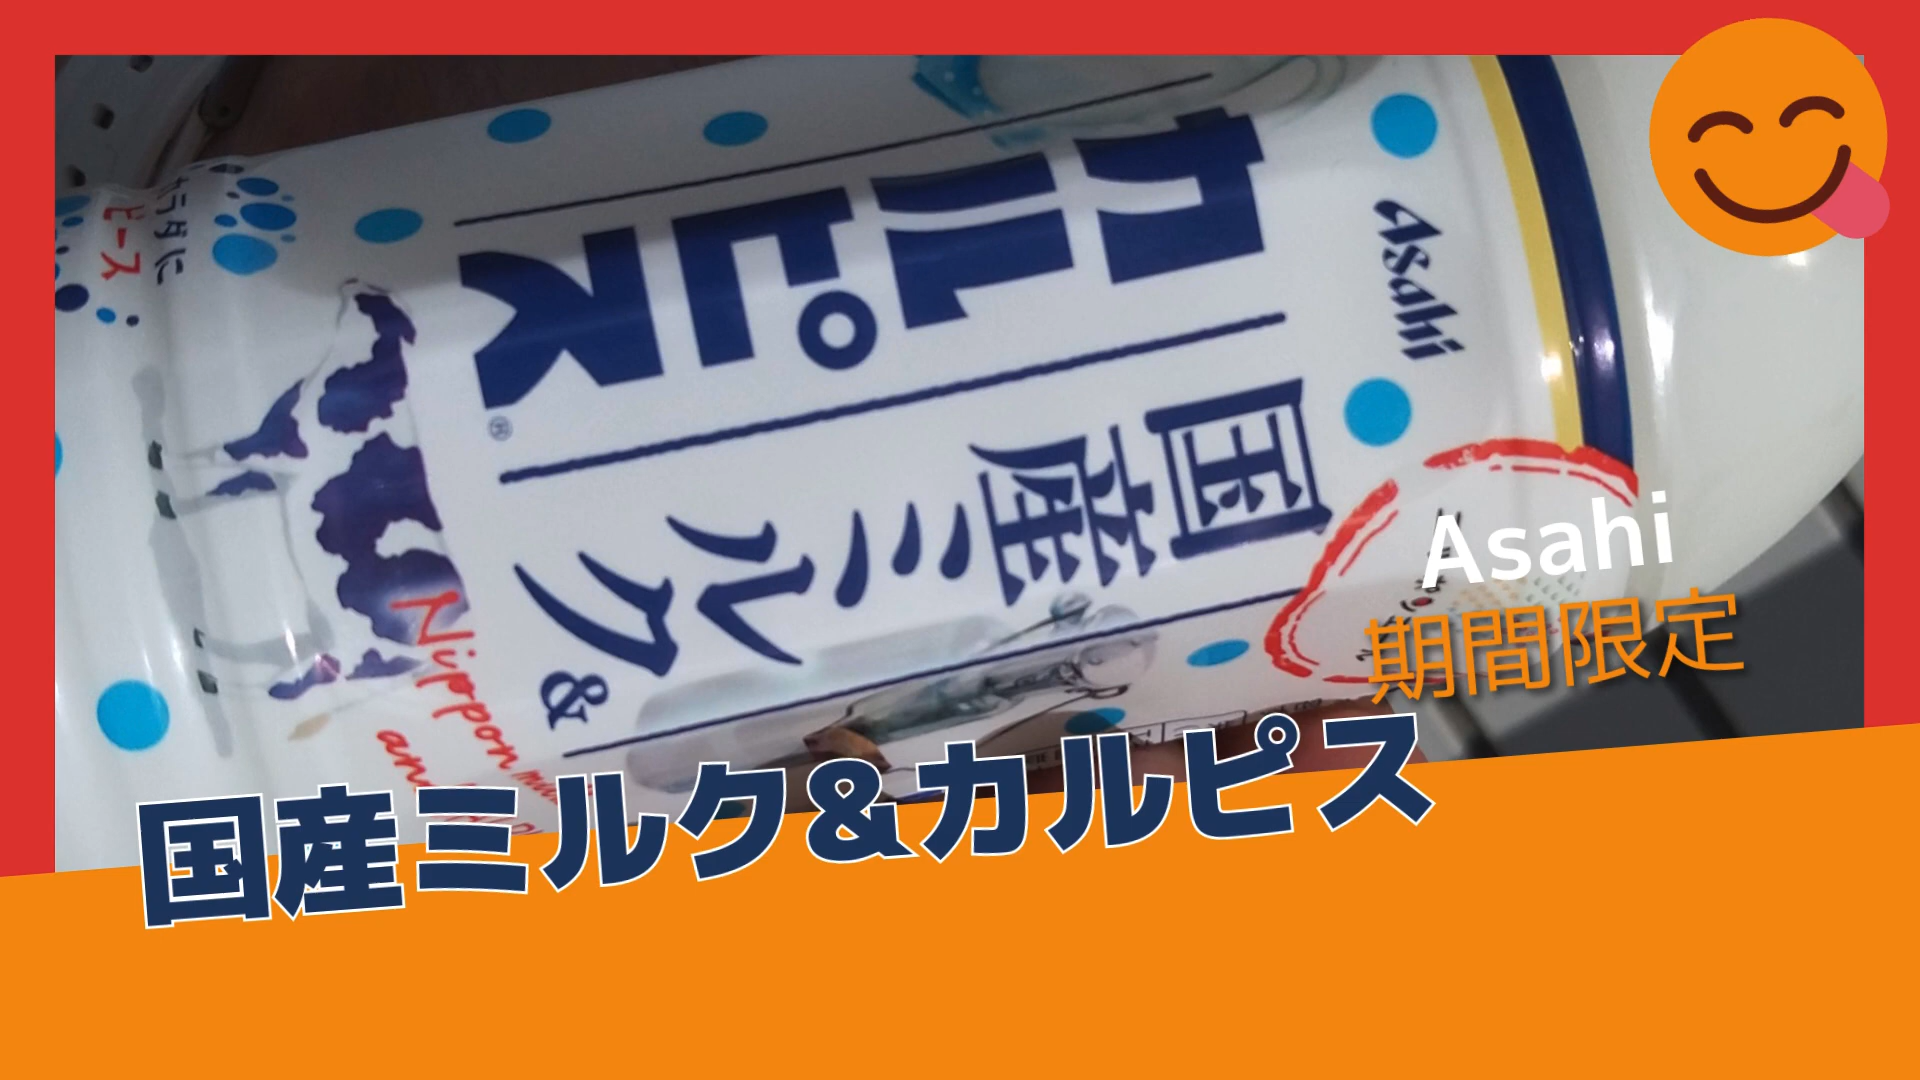 Asahi
カルピス
®
国産ミルク&
カラダに
ピース
Nippon
Asahi
期間限定
国産ミルク&カルピス